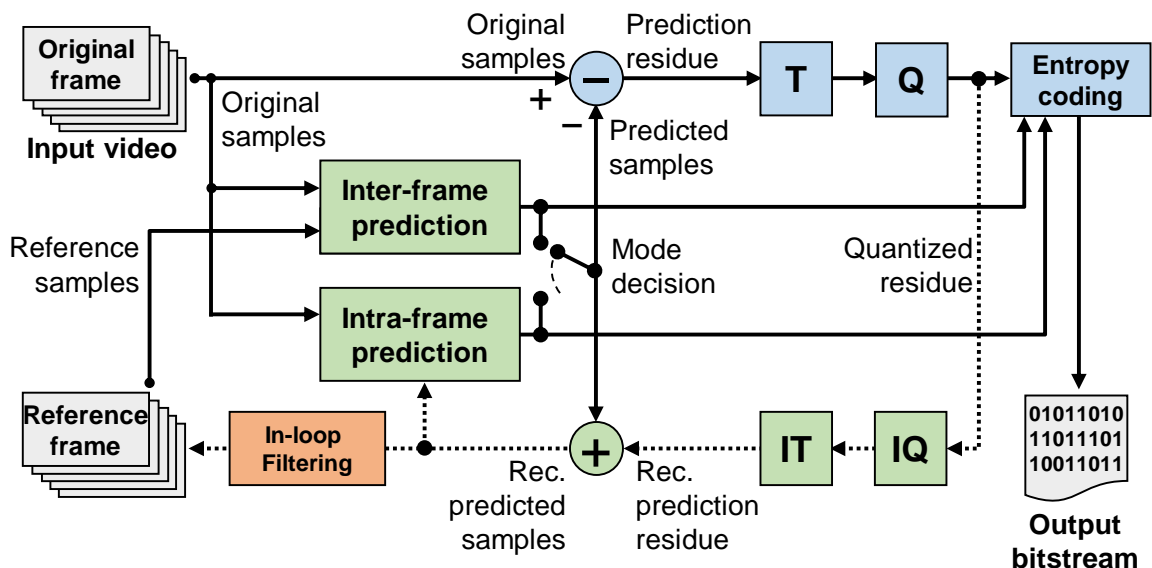 Original
frame
Input video
Original
samples
Original
samples
+
−
−
Prediction
residue
T
Q
Entropy
coding
Predicted
samples
Inter-frame
prediction
Reference
samples
Mode
decision
Quantized
residue
Intra-frame
prediction
Reference
frame
In-loop
Filtering
+
Rec.
predicted
samples
Rec.
prediction
residue
IT
IQ
01011010
11011101
10011011
Output
bitstream